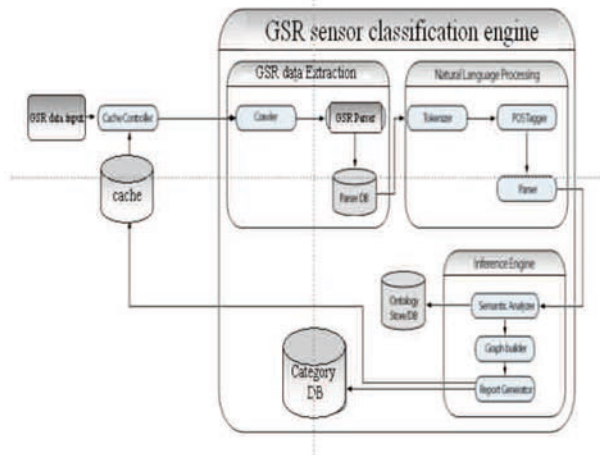 GSR sensor classification engine
GSR data Extraction
Natural Language Processing
GSR data input
Cache Controller
Crawler
GSR Parser
Tokenizer
POS Tagger
cache
Parser DB
Parser
Inference Engine
Ontology
Store/DB
Semantic Analyzer
Graph builder
Category
DB
Report Generator